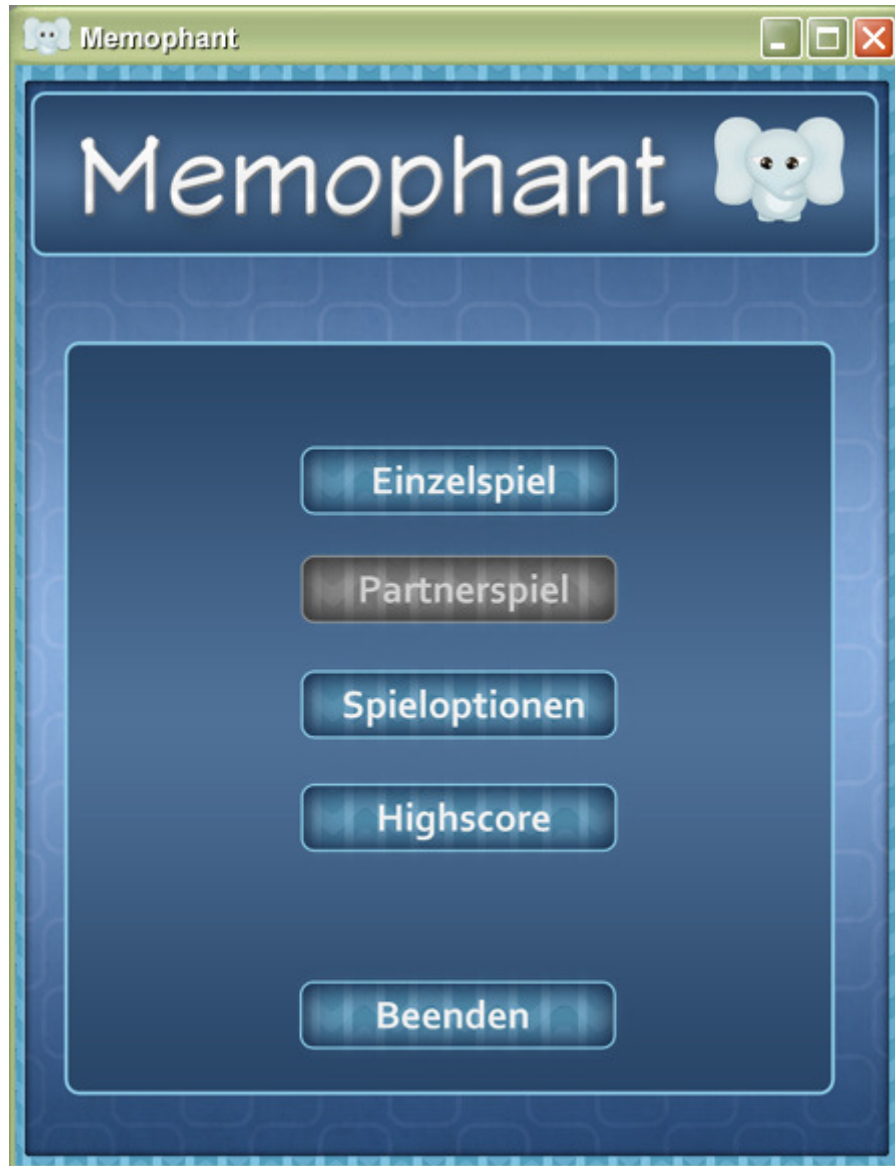 Memophant
Memophant
Einzelspiel
Partnerspiel
Spieloptionen
Highscore
Beenden